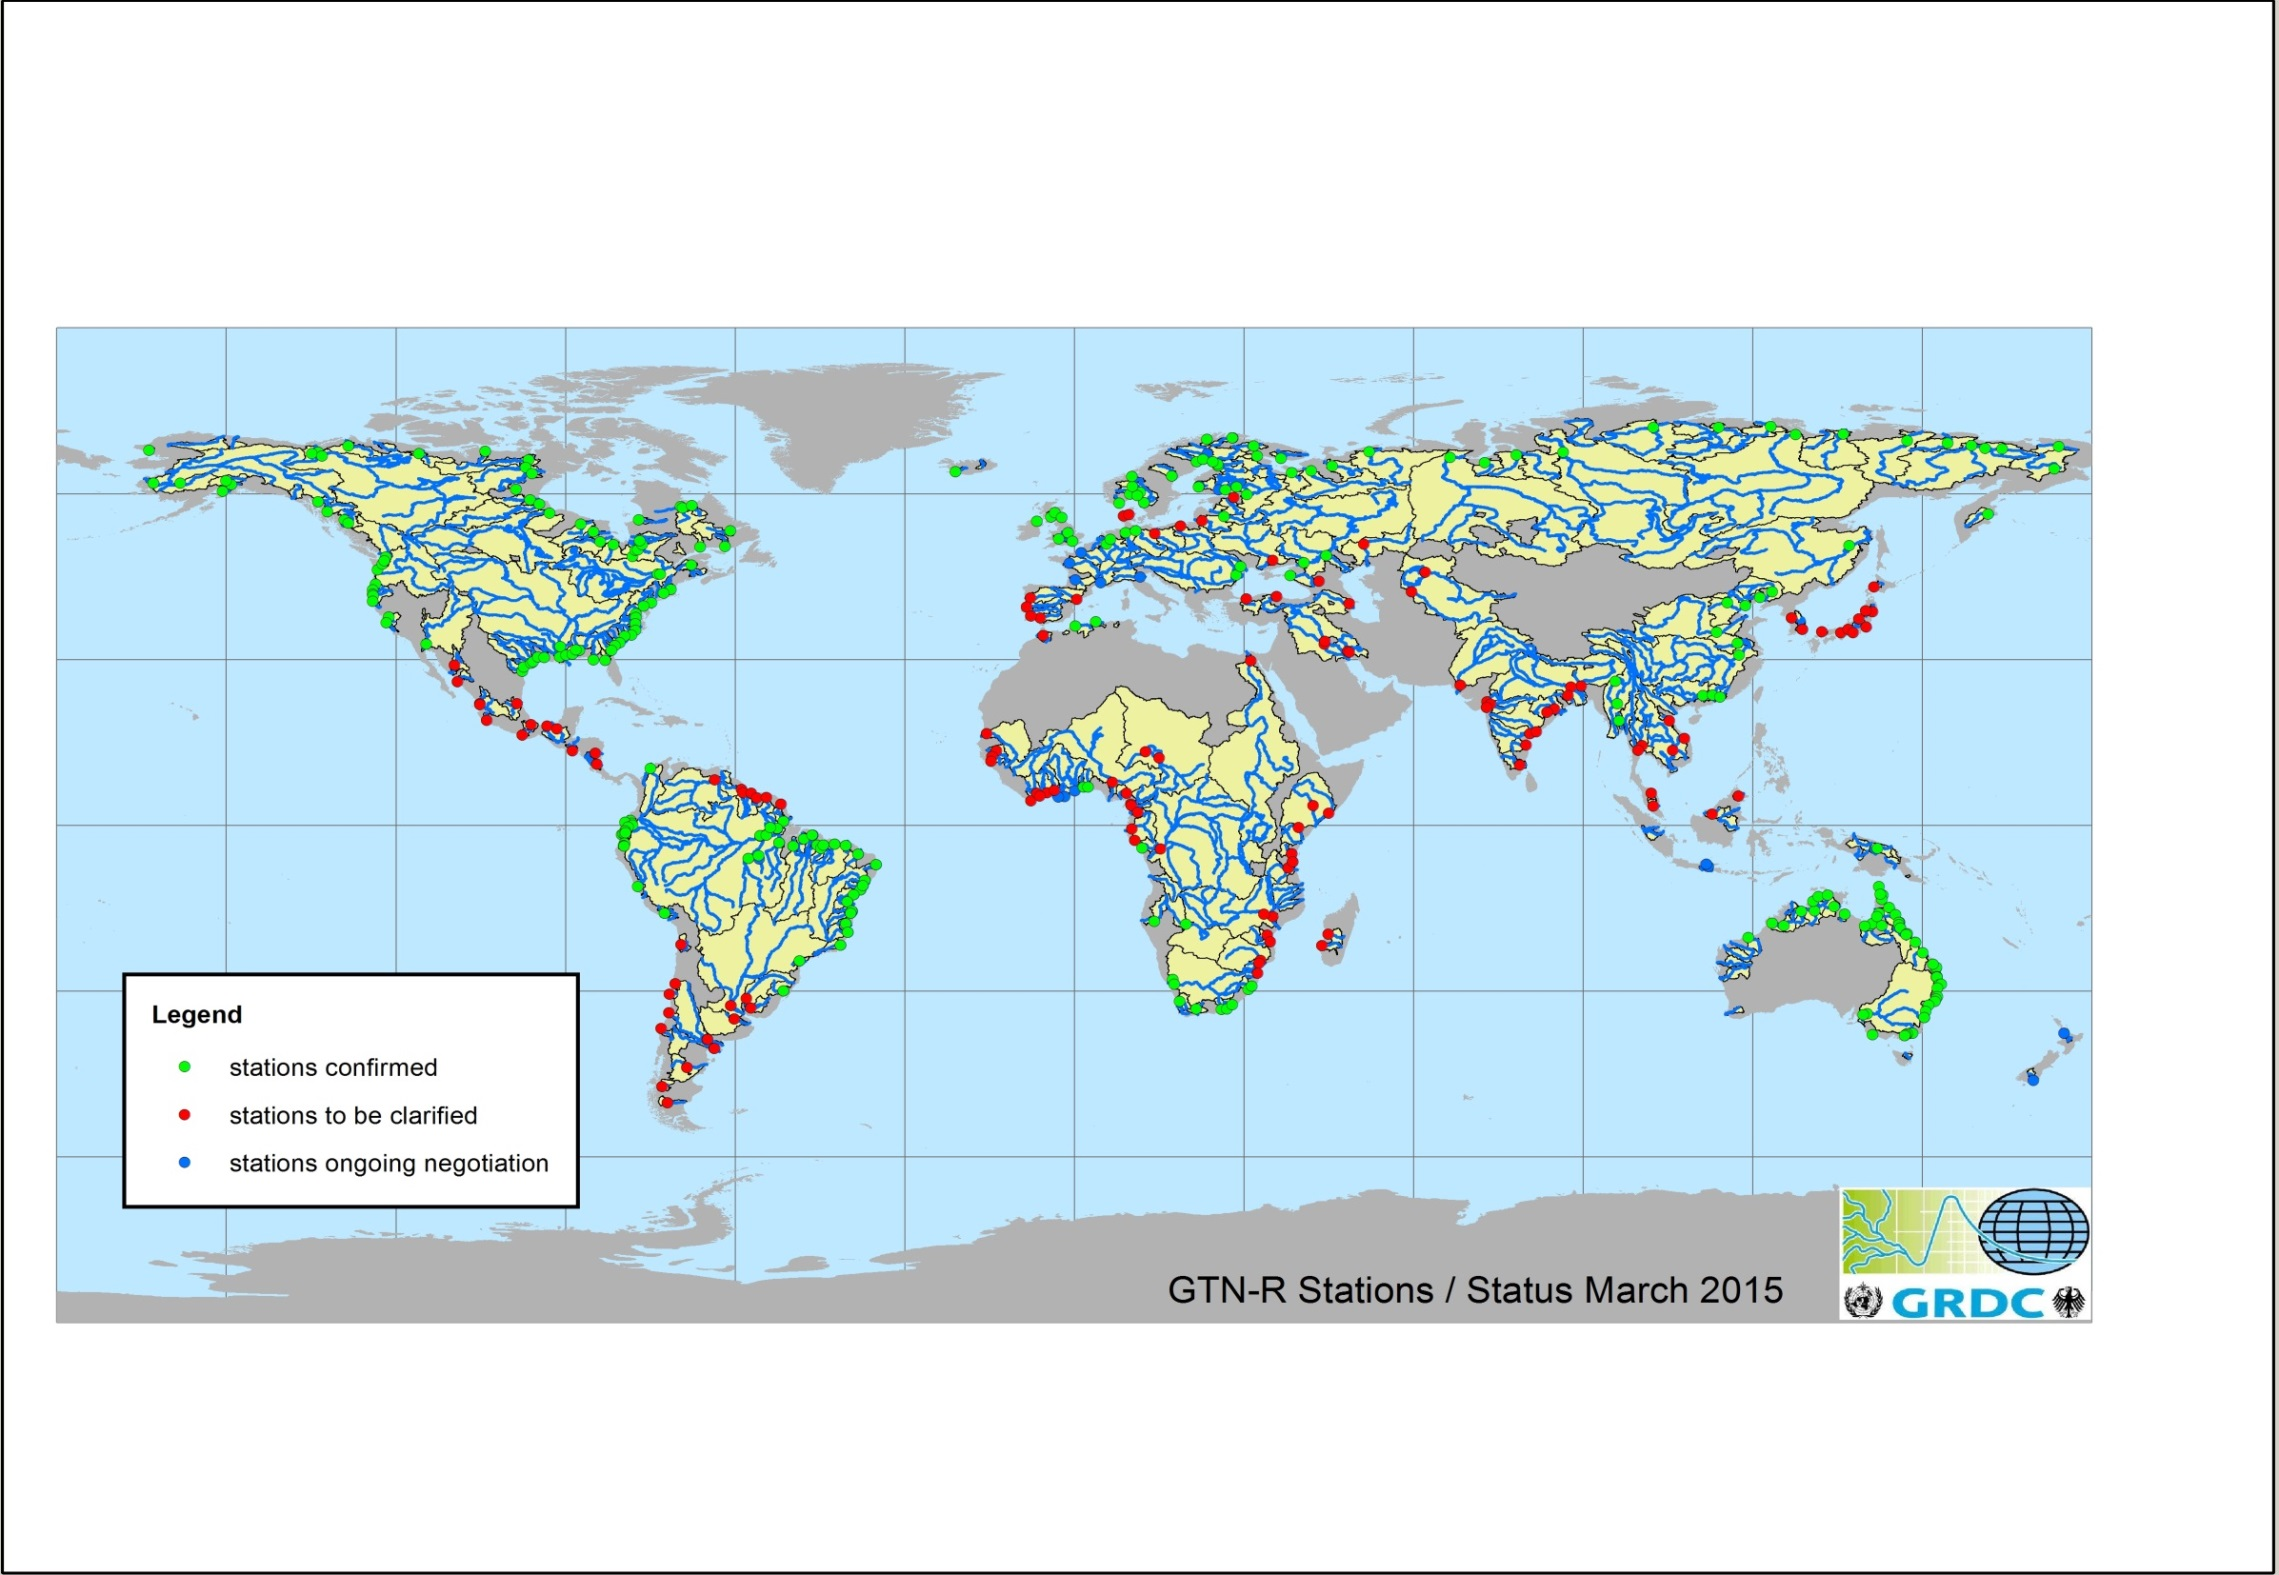 Legend
stations confirmed
stations to be clarified
stations ongoing negotiation
GTN-R Stations / Status March 2015
GRDC